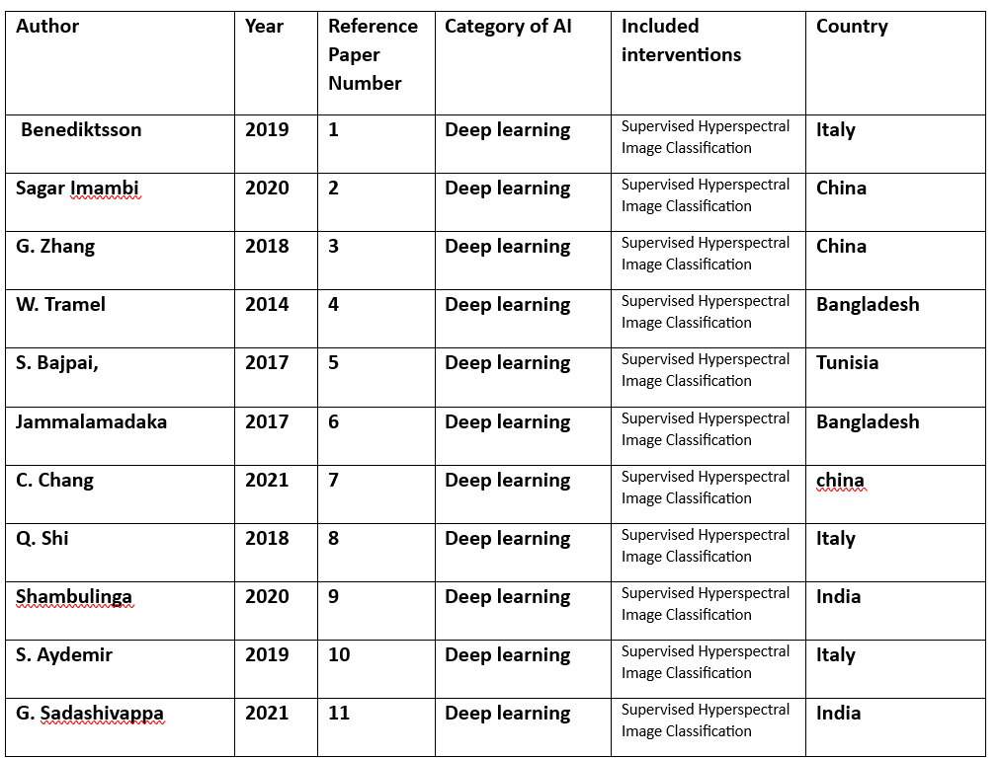 Author Year Reference Category of AI Included Country
Paper interventions
Number
Benediktsson 2019 1 Deep learning Supervised Hyperspectral Italy
Image Classification
Sagar Imambi 2020 2 Deep learning Supervised Hyperspectral China
Image Classification
G. Zhang 2018 3 Deep learning Supervised Hyperspectral China
Image Classification
W. Tramel 2014 4 Deep learning Supervised Hyperspectral Bangladesh
Image Classification
S. Bajpai, 2017 5 Deep learning Supervised Hyperspectral Tunisia
Image Classification
Jammalamadaka 2017 6 Deep learning Supervised Hyperspectral Bangladesh
Image Classification
C. Chang 2021 7 Deep learning Supervised Hyperspectral china
Image Classification
Q. Shi 2018 8 Deep learning Supervised Hyperspectral Italy
Image Classification
Shambulinga 2020 9 Deep learning Supervised Hyperspectral India
Image Classification
S. Aydemir 2019 10 Deep learning Supervised Hyperspectral Italy
Image Classification
G. Sadashivappa 2021 11 Deep learning Supervised Hyperspectral India
Image Classification